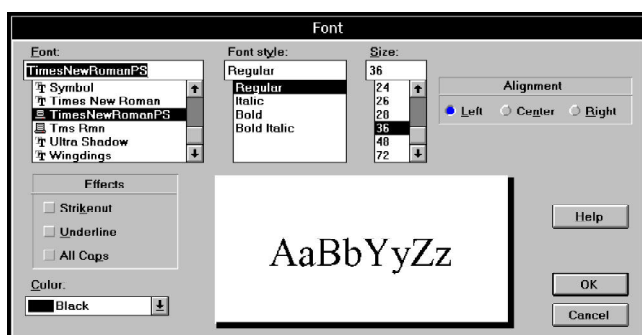 Font
Font:
TimesNewRomanPS
Symbol
Times New Roman
TimesNewRomanPS
Tms Rmn
Ultra Shadow
Wingdings
Font style:
Regular
Regular
Italic
Bold
Bold Italic
Size:
36
24
26
28
36
48
72
Alignment
Left
Center
Right
Effects
Strikeout
Underline
All Caps
Color:
Black
AaBbYyZz
Help
OK
Cancel